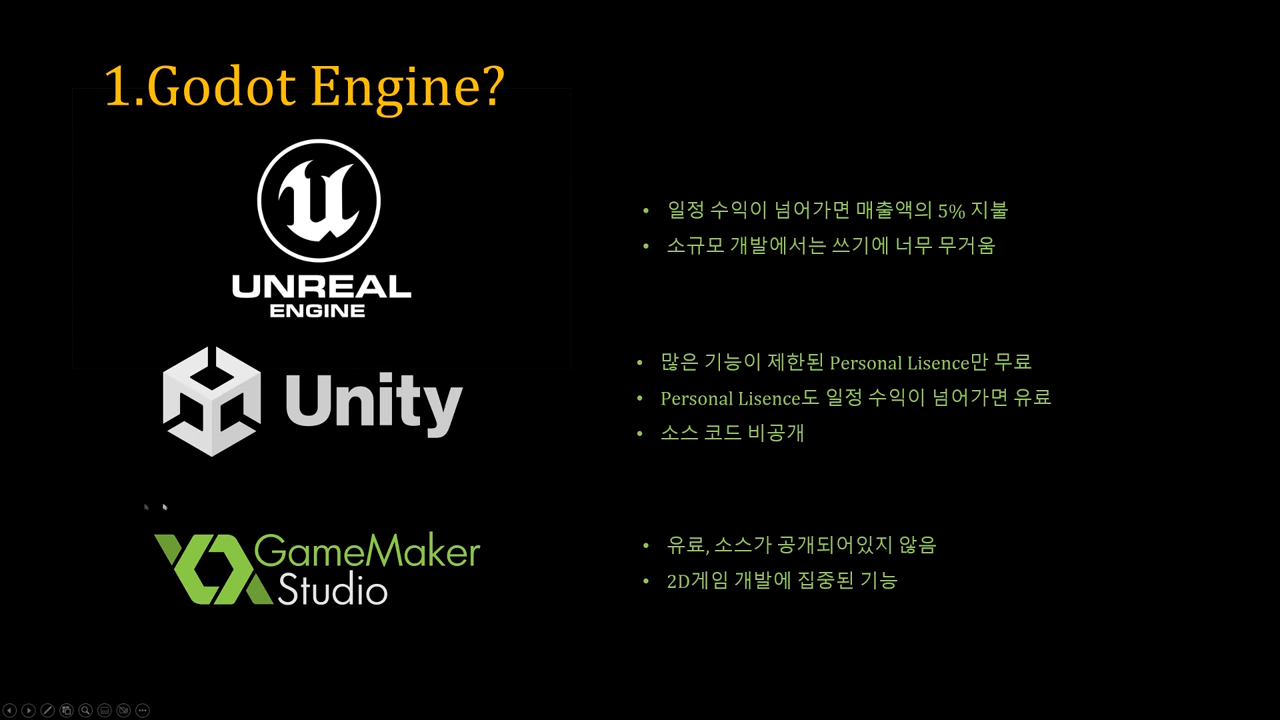 1.Godot Engine?
UNREAL
ENGINE
• 일정 수익이 넘어가면 매출액의 5% 지불
• 소규모 개발에서는 쓰기에 너무 무거움
Unity
• 많은 기능이 제한된 Personal Lisence만 무료
• Personal Lisence도 일정 수익이 넘어가면 유료
• 소스 코드 비공개
GameMaker
Studio
• 유료, 소스가 공개되어있지 않음
• 2D게임 개발에 집중된 기능